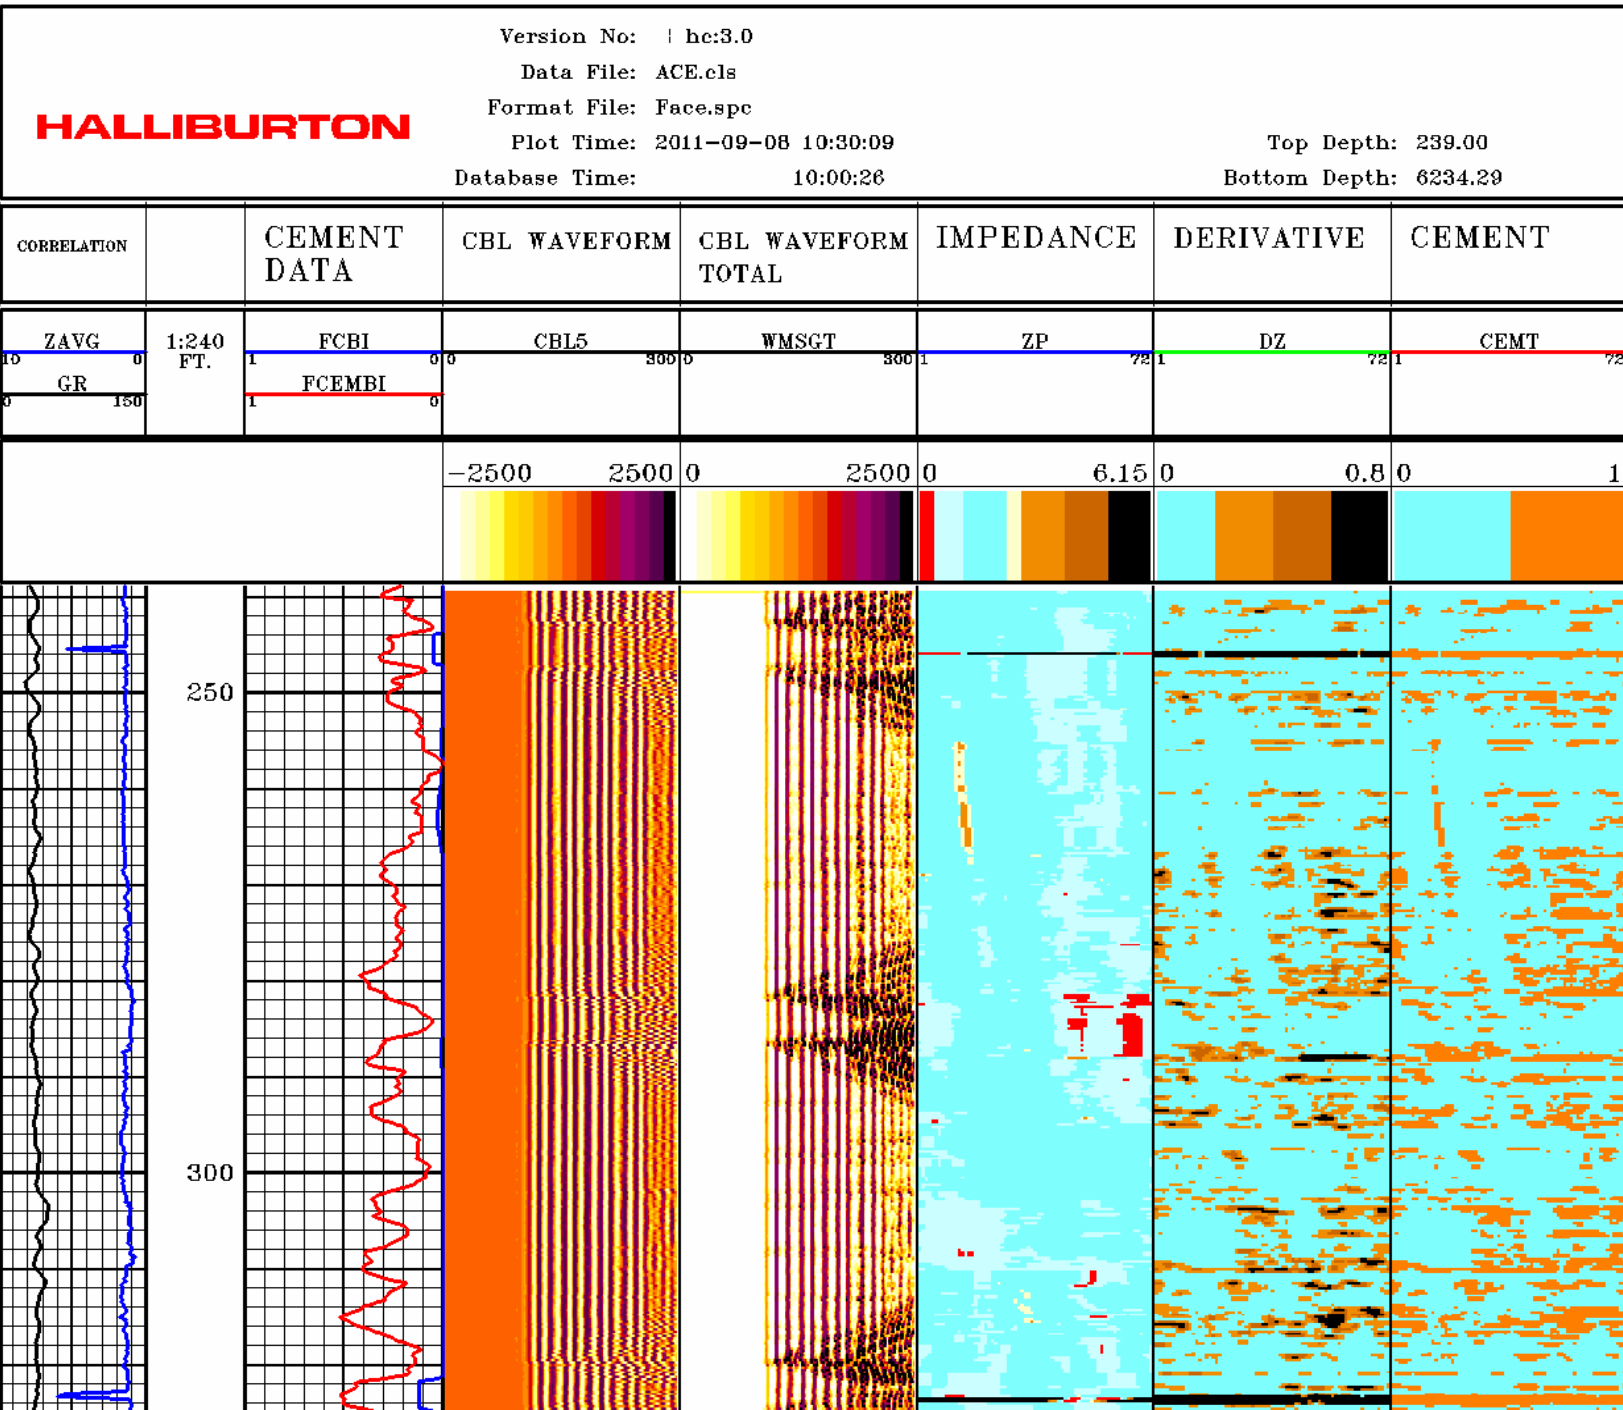 Version No: | hc:3.0
Data File: ACE.cls
HALLIBURTON
Format File: Face.spc
Plot Time: 2011-09-08 10:30:09
Top Depth: 239.00
Database Time: 10:00:26
Bottom Depth: 6234.29
CORRELATION
CEMENT DATA
CBL WAVEFORM
CBL WAVEFORM TOTAL
IMPEDANCE
DERIVATIVE
CEMENT
ZAVG
10 0
GR
0 150
1:240
FT.
FCBI
1 0
FCEMBI
1 0
CBL5
0 300
WMSGT
0 300
ZP
1 72
DZ
1 72
CEMT
1 72
-2500 2500
0 2500
0 6.15
0 0.8
0 1
250
300